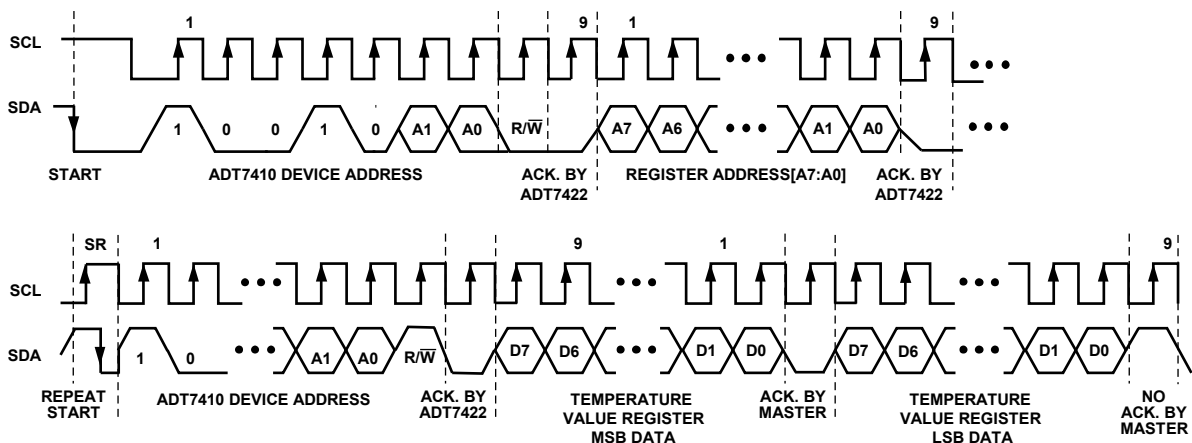 1 9 1 9
SCL
SDA
1 0 0 1 0 A1 A0 R/W̅ A7 A6 A1 A0
START ADT7410 DEVICE ADDRESS ACK. BY ADT7422 REGISTER ADDRESS[A7:A0] ACK. BY ADT7422
SR 1 9 1 9
SCL
SDA
1 0 A1 A0 R/W̅ D7 D6 D1 D0 D7 D6 D1 D0
REPEAT START ADT7410 DEVICE ADDRESS ACK. BY ADT7422 TEMPERATURE VALUE REGISTER MSB DATA ACK. BY MASTER TEMPERATURE VALUE REGISTER LSB DATA NO ACK. BY MASTER